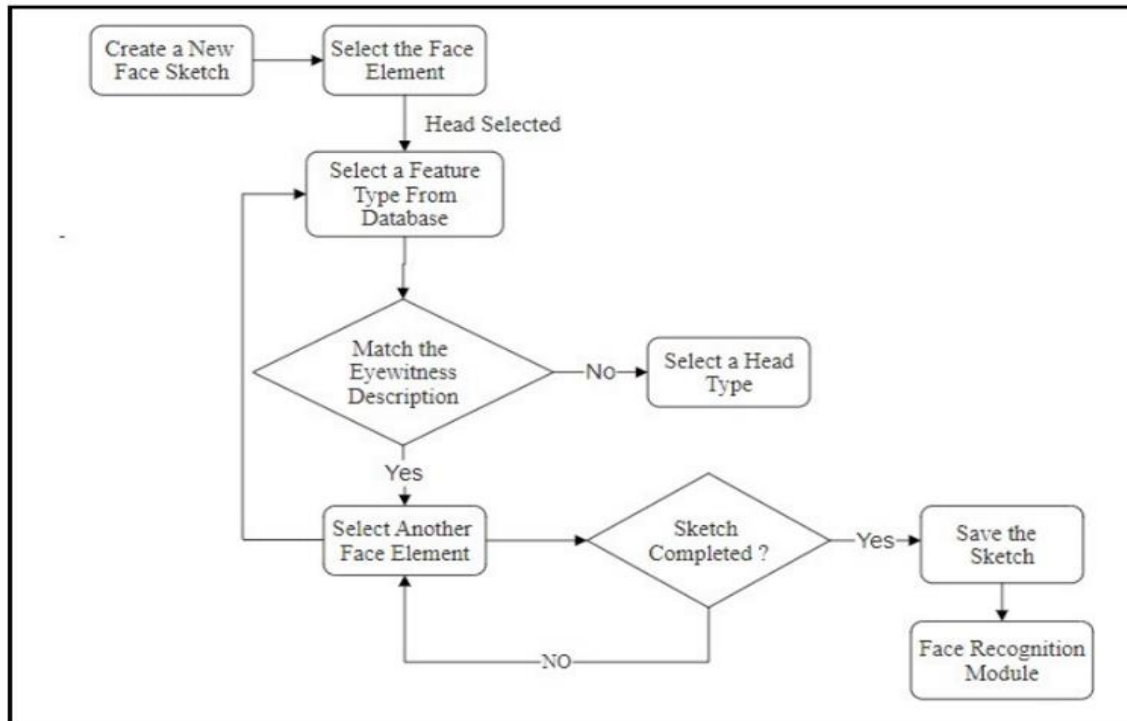 Create a New
Face Sketch
Select the Face
Element
Head Selected
Select a Feature
Type From
Database
Match the
Eyewitness
Description
No
Select a Head
Type
Yes
Select Another
Face Element
Sketch
Completed ?
Yes
Save the
Sketch
NO
Face Recognition
Module